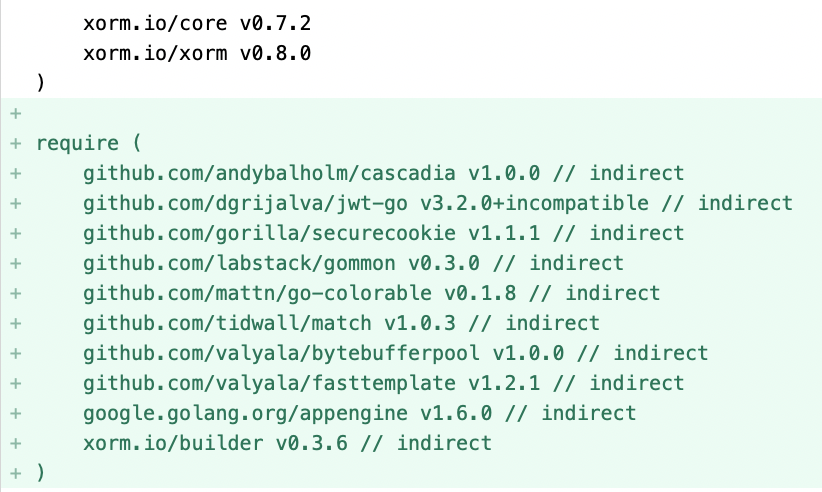 xorm.io/core v0.7.2
xorm.io/xorm v0.8.0
)
+
+ require (
+ github.com/andybalholm/cascadia v1.0.0 // indirect
+ github.com/dgrijalva/jwt-go v3.2.0+incompatible // indirect
+ github.com/gorilla/securecookie v1.1.1 // indirect
+ github.com/labstack/gommon v0.3.0 // indirect
+ github.com/mattn/go-colorable v0.1.8 // indirect
+ github.com/tidwall/match v1.0.3 // indirect
+ github.com/valyala/bytebufferpool v1.0.0 // indirect
+ github.com/valyala/fasttemplate v1.2.1 // indirect
+ google.golang.org/appengine v1.6.0 // indirect
+ xorm.io/builder v0.3.6 // indirect
+ )